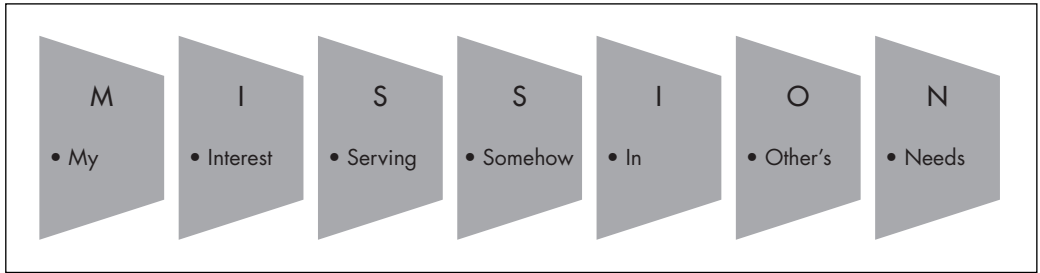 M I S S I O N
• My • Interest • Serving • Somehow • In • Other's • Needs